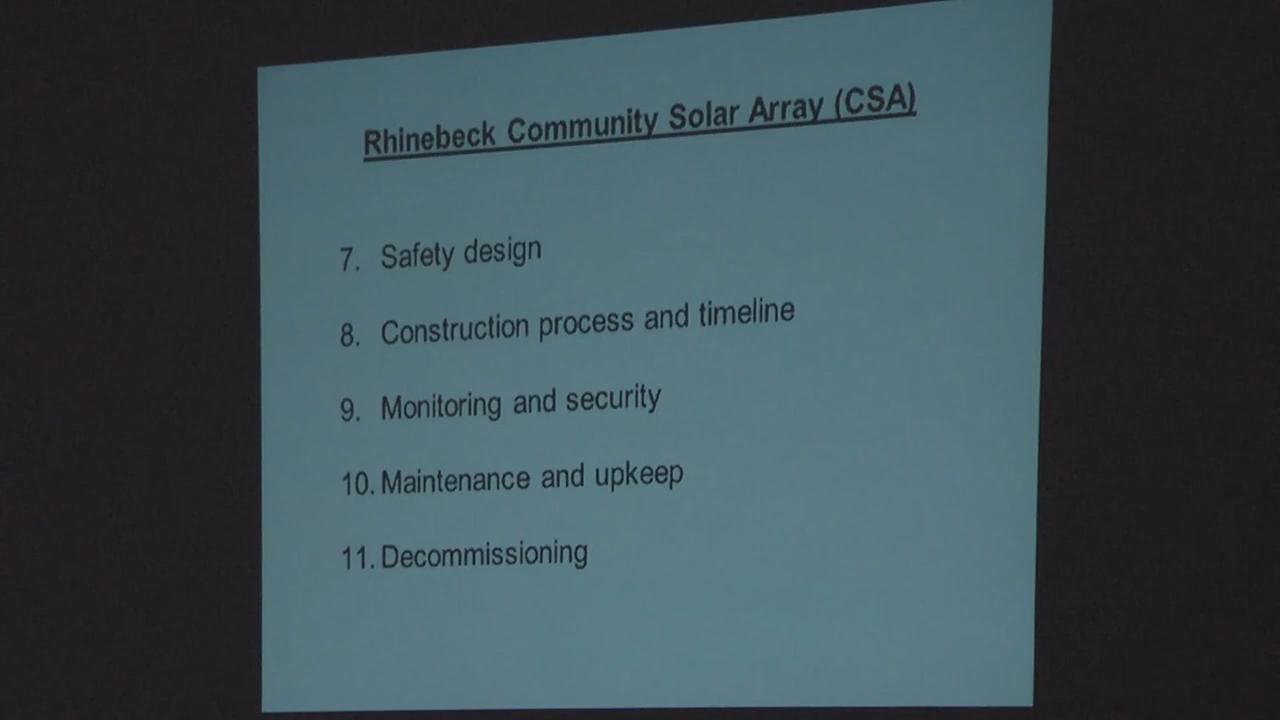 Rhinebeck Community Solar Array (CSA)
7. Safety design
8. Construction process and timeline
9. Monitoring and security
10. Maintenance and upkeep
11. Decommissioning